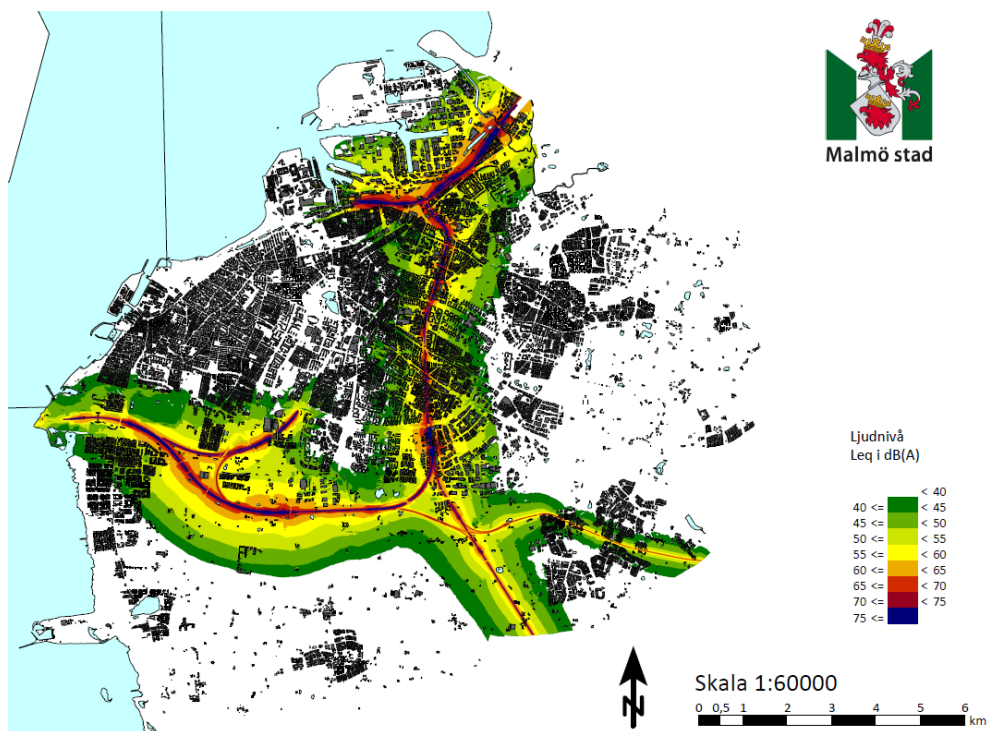 Malmö stad
Ljudnivå
Leq i dB(A)
< 40
40 <= < 45
45 <= < 50
50 <= < 55
55 <= < 60
60 <= < 65
65 <= < 70
70 <= < 75
75 <=
N
Skala 1:60000
0 0,5 1 2 3 4 5 6
km